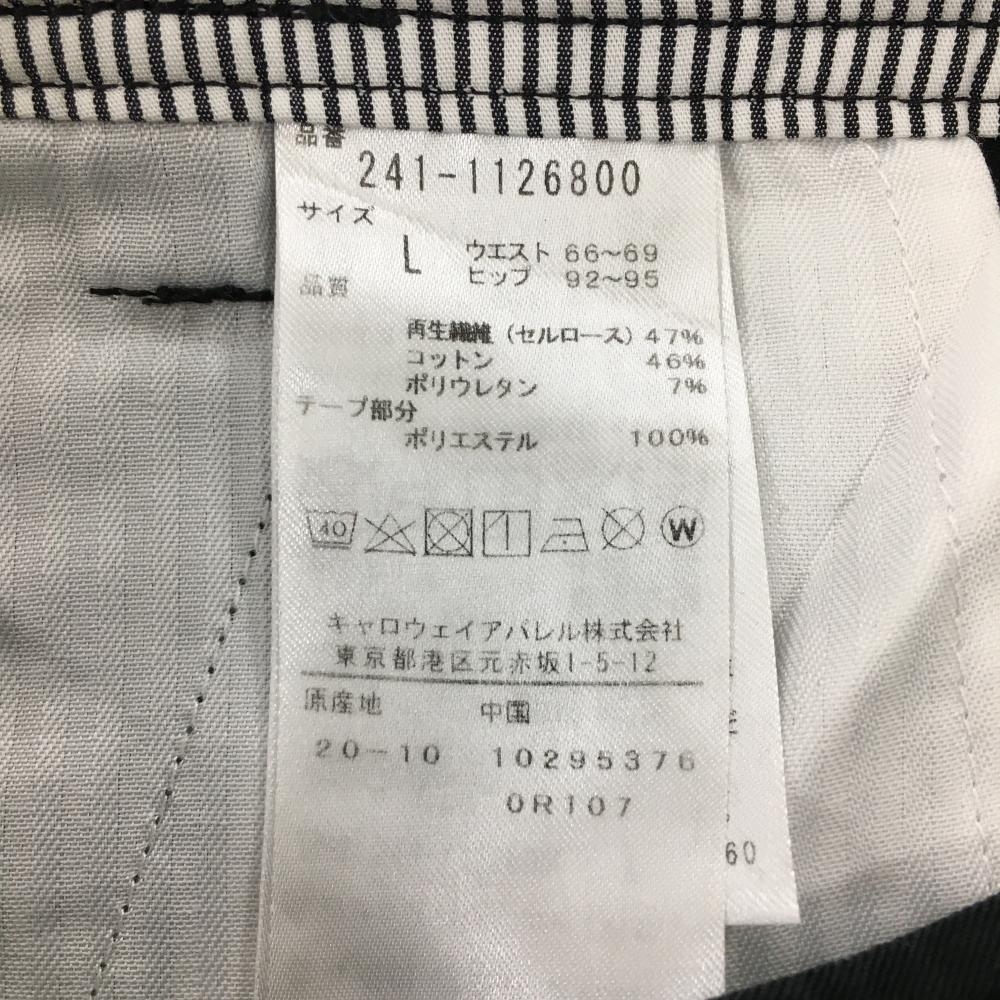 品番
241-1126800
サイズ
L ウエスト 66～69
ヒップ 92～95
品質
再生繊維 (セルロース) 47%
コットン 46%
ポリウレタン 7%
テープ部分
ポリエステル 100%
40 W
キャロウェイアパレル株式会社
東京都港区元赤坂1-5-12
原産地 中国
20-10 10295376
0R107
60